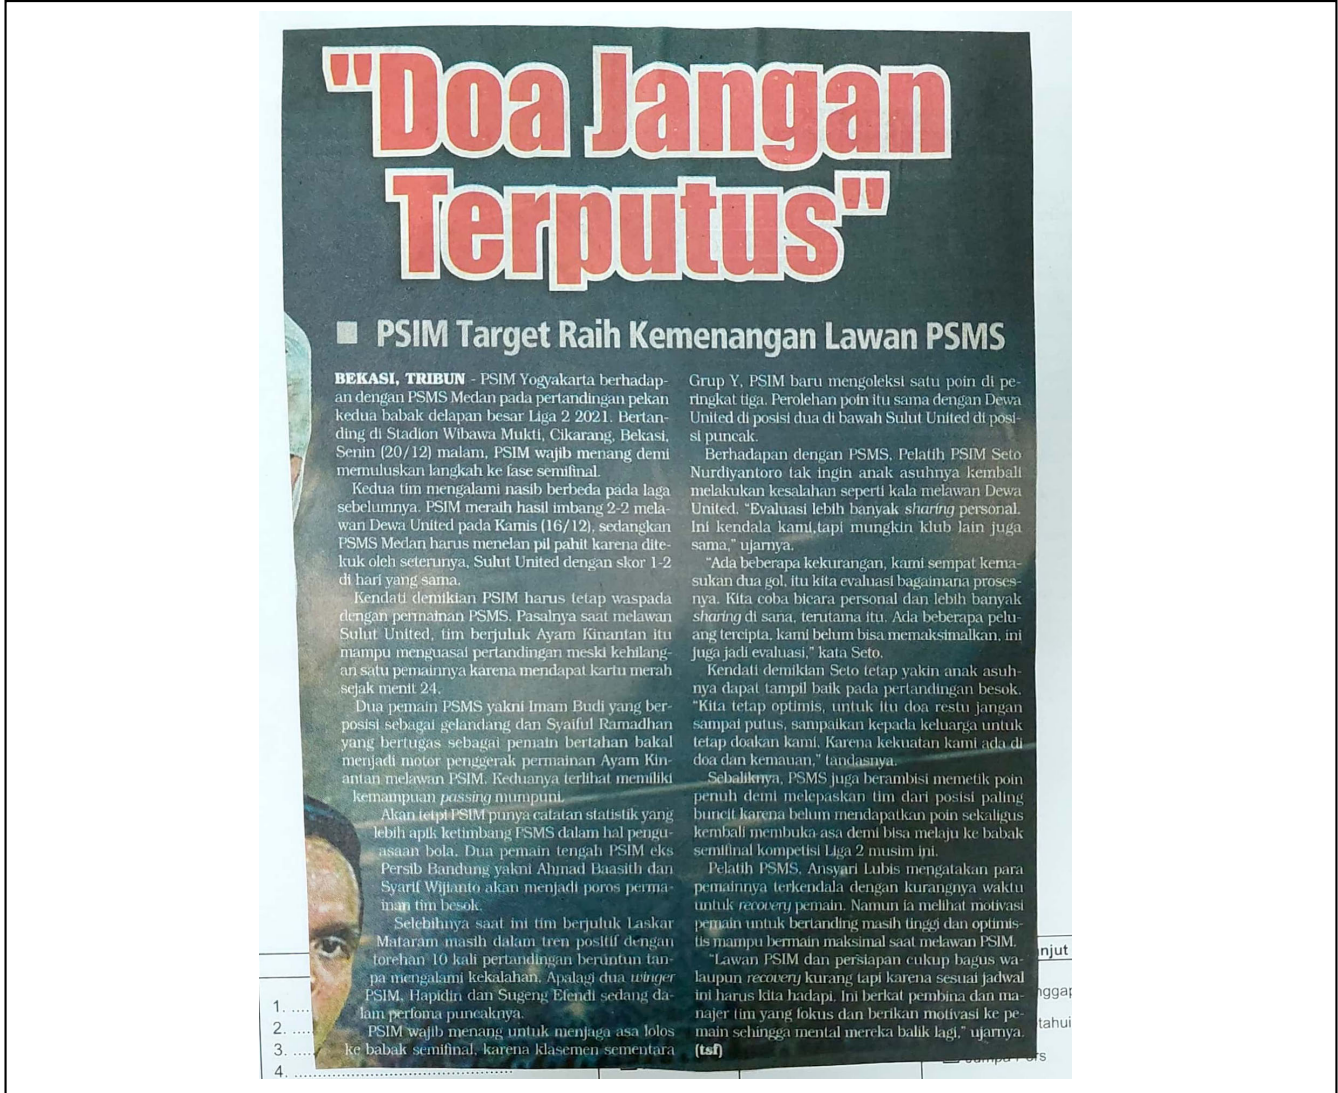 "Doa Jangan
Terputus"
■ PSIM Target Raih Kemenangan Lawan PSMS
BEKASI, TRIBUN - PSIM Yogyakarta berhadap-
an dengan PSMS Medan pada pertandingan pekan
kedua babak delapan besar Liga 2 2021. Bertan-
ding di Stadion Wibawa Mukti, Cikarang, Bekasi,
Senin (20/12) malam, PSIM wajib menang demi
memuluskan langkah ke fase semifinal.
Kedua tim mengalami nasib berbeda pada laga
sebelumnya. PSIM meraih hasil imbang 2-2 mela-
wan Dewa United pada Kamis (16/12), sedangkan
PSMS Medan harus menelan pil pahit karena dite-
kuk oleh seterunya, Sulut United dengan skor 1-2
di hari yang sama.
Kendati demikian PSIM harus tetap waspada
dengan permainan PSMS. Pasalnya saat melawan
Sulut United, tim berjuluk Ayam Kinantan itu
mampu menguasai pertandingan meski kehilang-
an satu pemainnya karena mendapat kartu merah
sejak menit 24.
Dua pemain PSMS yakni Imam Budi yang ber-
posisi sebagai gelandang dan Syaiful Ramadhan
yang bertugas sebagai pemain bertahan bakal
menjadi motor penggerak permainan Ayam Kin-
antan melawan PSIM. Keduanya terlihat memiliki
kemampuan passing mumpuni.
Akan tetpi PSIM punya catatan statistik yang
lebih apik ketimbang PSMS dalam hal pengu-
asaan bola. Dua pemain tengah PSIM eks
Persib Bandung yakni Ahmad Baasith dan
Syarif Wijianto akan menjadi poros perma-
inan tim besok.
Selebihnya saat ini tim berjuluk Laskar
Mataram masih dalam tren positif dengan
torehan 10 kali pertandingan beruntun tan-
pa mengalami kekalahan. Apalagi dua winger
PSIM, Hapidin dan Sugeng Efendi sedang da-
lam perfoma puncaknya.
PSIM wajib menang untuk menjaga asa lolos
ke babak semifinal, karena klasemen sementara
Grup Y, PSIM baru mengoleksi satu poin di pe-
ringkat tiga. Perolehan poin itu sama dengan Dewa
United di posisi dua di bawah Sulut United di posi-
si puncak.
Berhadapan dengan PSMS, Pelatih PSIM Seto
Nurdiyantoro tak ingin anak asuhnya kembali
melakukan kesalahan seperti kala melawan Dewa
United. "Evaluasi lebih banyak sharing personal.
Ini kendala kami,tapi mungkin klub lain juga
sama," ujarnya.
"Ada beberapa kekurangan, kami sempat kema-
sukan dua gol, itu kita evaluasi bagaimana proses-
nya. Kita coba bicara personal dan lebih banyak
sharing di sana, terutama itu. Ada beberapa pelu-
ang tercipta, kami belum bisa memaksimalkan, ini
juga jadi evaluasi," kata Seto.
Kendati demikian Seto tetap yakin anak asuh-
nya dapat tampil baik pada pertandingan besok.
"Kita tetap optimis, untuk itu doa restu jangan
sampai putus, sampaikan kepada keluarga untuk
tetap doakan kami. Karena kekuatan kami ada di
doa dan kemauan," tandasnya.
Sebaliknya, PSMS juga berambisi memetik poin
penuh demi melepaskan tim dari posisi paling
buncit karena belum mendapatkan poin sekaligus
kembali membuka asa demi bisa melaju ke babak
semifinal kompetisi Liga 2 musim ini.
Pelatih PSMS, Ansyari Lubis mengatakan para
pemainnya terkendala dengan kurangnya waktu
untuk recovery pemain. Namun ia melihat motivasi
pemain untuk bertanding masih tinggi dan optimis-
tis mampu bermain maksimal saat melawan PSIM.
"Lawan PSIM dan persiapan cukup bagus wa-
laupun recovery kurang tapi karena sesuai jadwal
ini harus kita hadapi. Ini berkat pembina dan ma-
najer tim yang fokus dan berikan motivasi ke pe-
main sehingga mental mereka balik lagi," ujarnya.
(tsf)
1. ....
2. ....
3. .....
4. ..................................................
njut
nggap
tahui